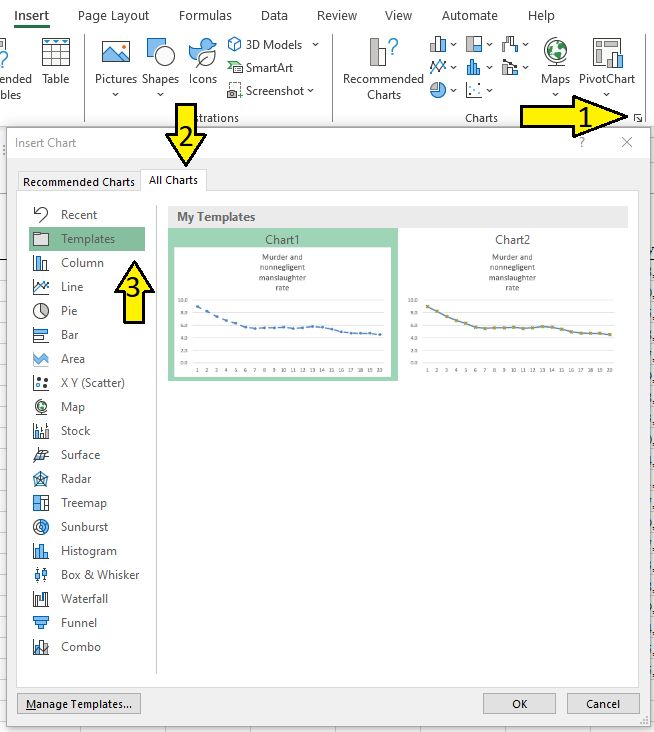 Insert Page Layout Formulas Data Review View Automate Help
3D Models
SmartArt
Screenshot
Table Pictures Shapes Icons Recommended Charts Maps PivotChart
nded
bles
strations Charts
1
2
Insert Chart ? ×
Recommended Charts All Charts
Recent
Templates
Column
3
Line
Pie
Bar
Area
X Y (Scatter)
Map
Stock
Surface
Radar
Treemap
Sunburst
Histogram
Box & Whisker
Waterfall
Funnel
Combo
My Templates
Chart1
Murder and
nonnegligent
manslaughter
rate
10.0
8.0
6.0
4.0
2.0
0.0
1 2 3 4 5 6 7 8 9 10 11 12 13 14 15 16 17 18 19 20
Chart2
Murder and
nonnegligent
manslaughter
rate
10.0
8.0
6.0
4.0
2.0
0.0
1 2 3 4 5 6 7 8 9 10 11 12 13 14 15 16 17 18 19 20
Manage Templates... OK Cancel